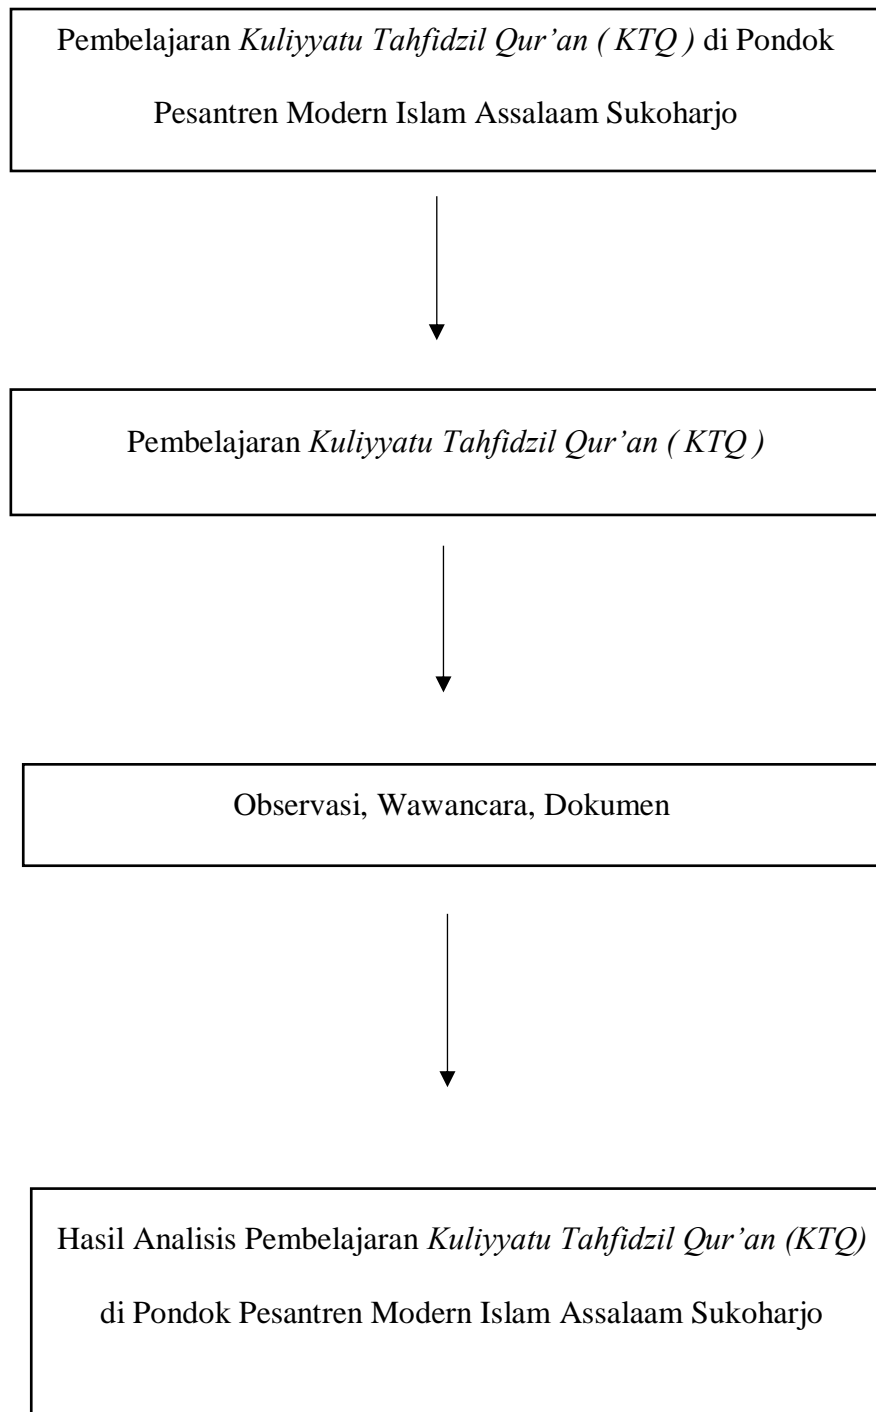 Pembelajaran Kuliyyatu Tahfidzil Qur’an ( KTQ ) di Pondok
Pesantren Modern Islam Assalaam Sukoharjo
Pembelajaran Kuliyyatu Tahfidzil Qur’an ( KTQ )
Observasi, Wawancara, Dokumen
Hasil Analisis Pembelajaran Kuliyyatu Tahfidzil Qur’an (KTQ)
di Pondok Pesantren Modern Islam Assalaam Sukoharjo